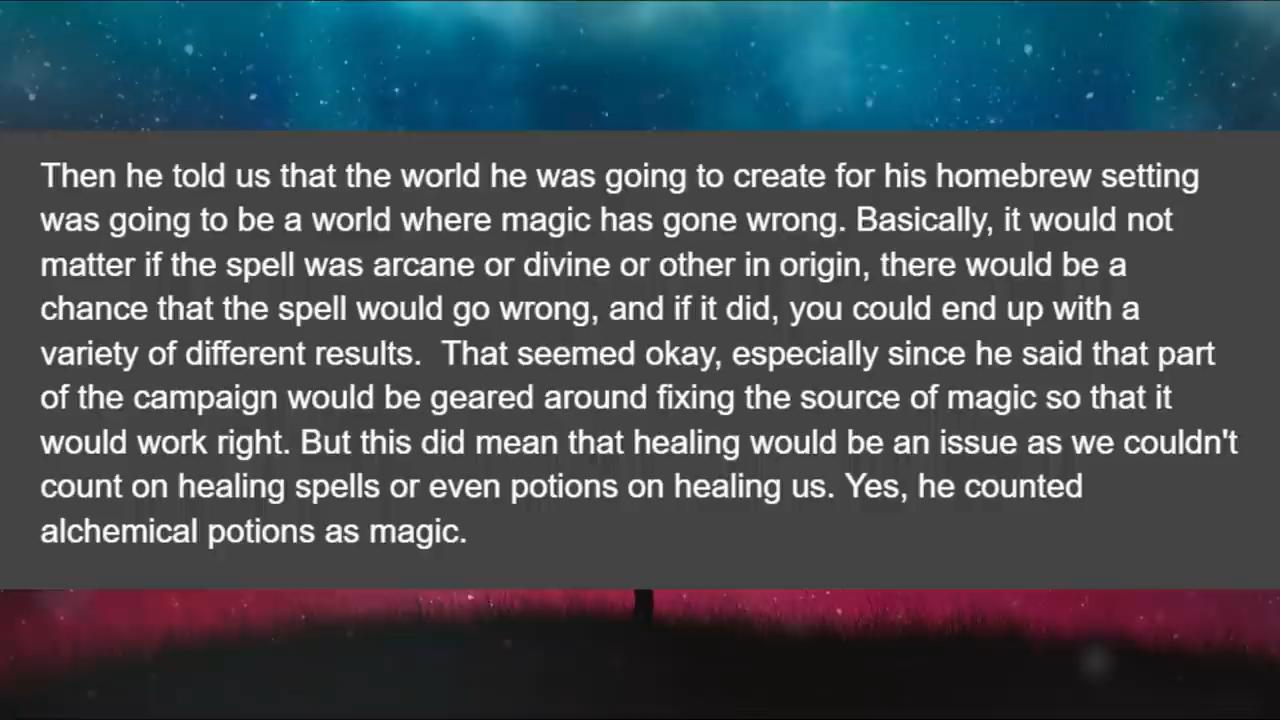 Then he told us that the world he was going to create for his homebrew setting
was going to be a world where magic has gone wrong. Basically, it would not
matter if the spell was arcane or divine or other in origin, there would be a
chance that the spell would go wrong, and if it did, you could end up with a
variety of different results.  That seemed okay, especially since he said that part
of the campaign would be geared around fixing the source of magic so that it
would work right. But this did mean that healing would be an issue as we couldn't
count on healing spells or even potions on healing us. Yes, he counted
alchemical potions as magic.